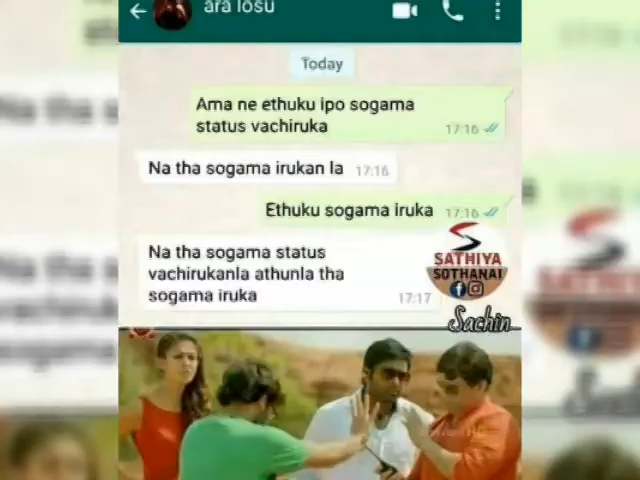 ara losu
Today
Ama ne ethuku ipo sogama
status vachiruka
17:16
Na tha sogama irukan la
17:16
Ethuku sogama iruka
17:16
Na tha sogama status
vachirukanla athunla tha
sogama iruka
17:17
SATHIYA
SOTHANAI
Sachin